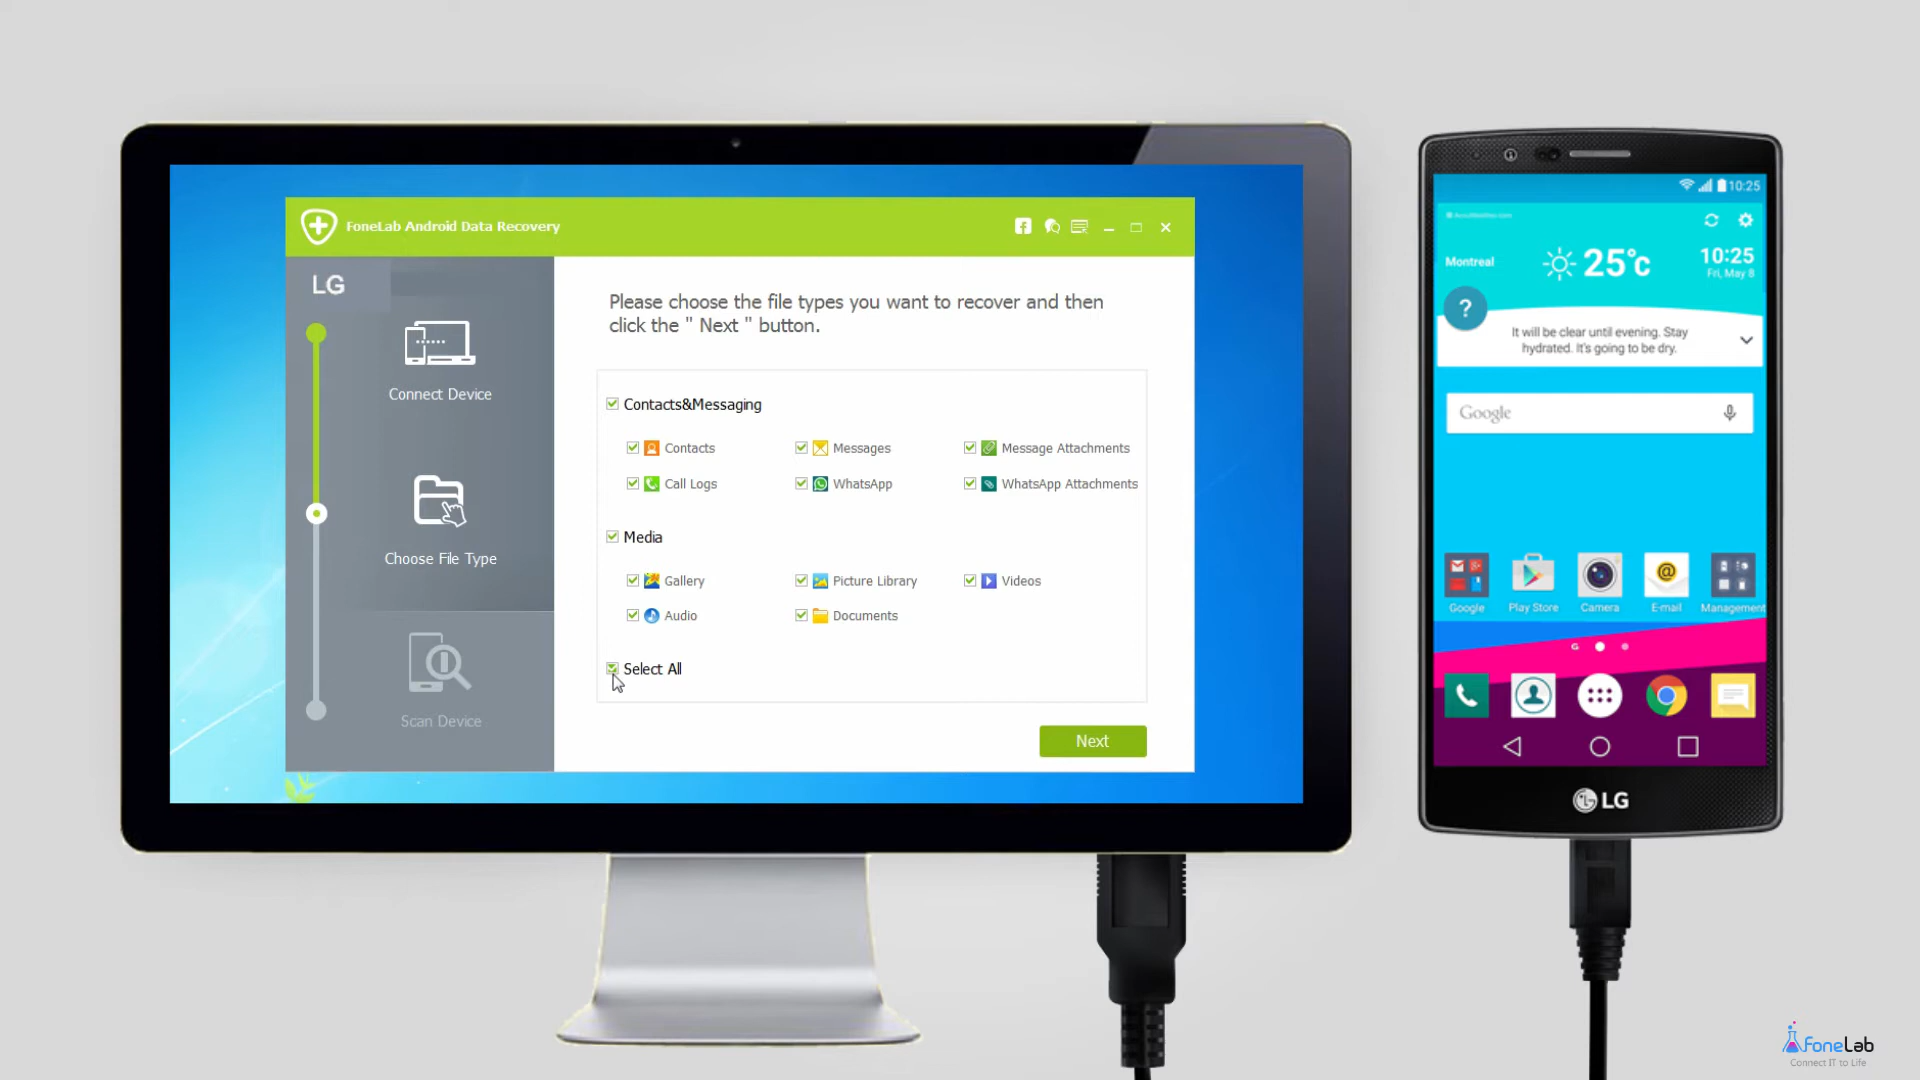 FoneLab Android Data Recovery
LG
Connect Device
Choose File Type
Scan Device
Please choose the file types you want to recover and then
click the " Next " button.
Contacts&Messaging
Contacts
Messages
Message Attachments
Call Logs
WhatsApp
WhatsApp Attachments
Media
Gallery
Picture Library
Videos
Audio
Documents
Select All
Next
10:25
Montreal
25°c
10:25
Fri, May 8
?
It will be clear until evening. Stay
hydrated. It's going to be dry.
Google
Google
Play Store
Camera
E-mail
Management
LG
FoneLab
Connect IT to Life